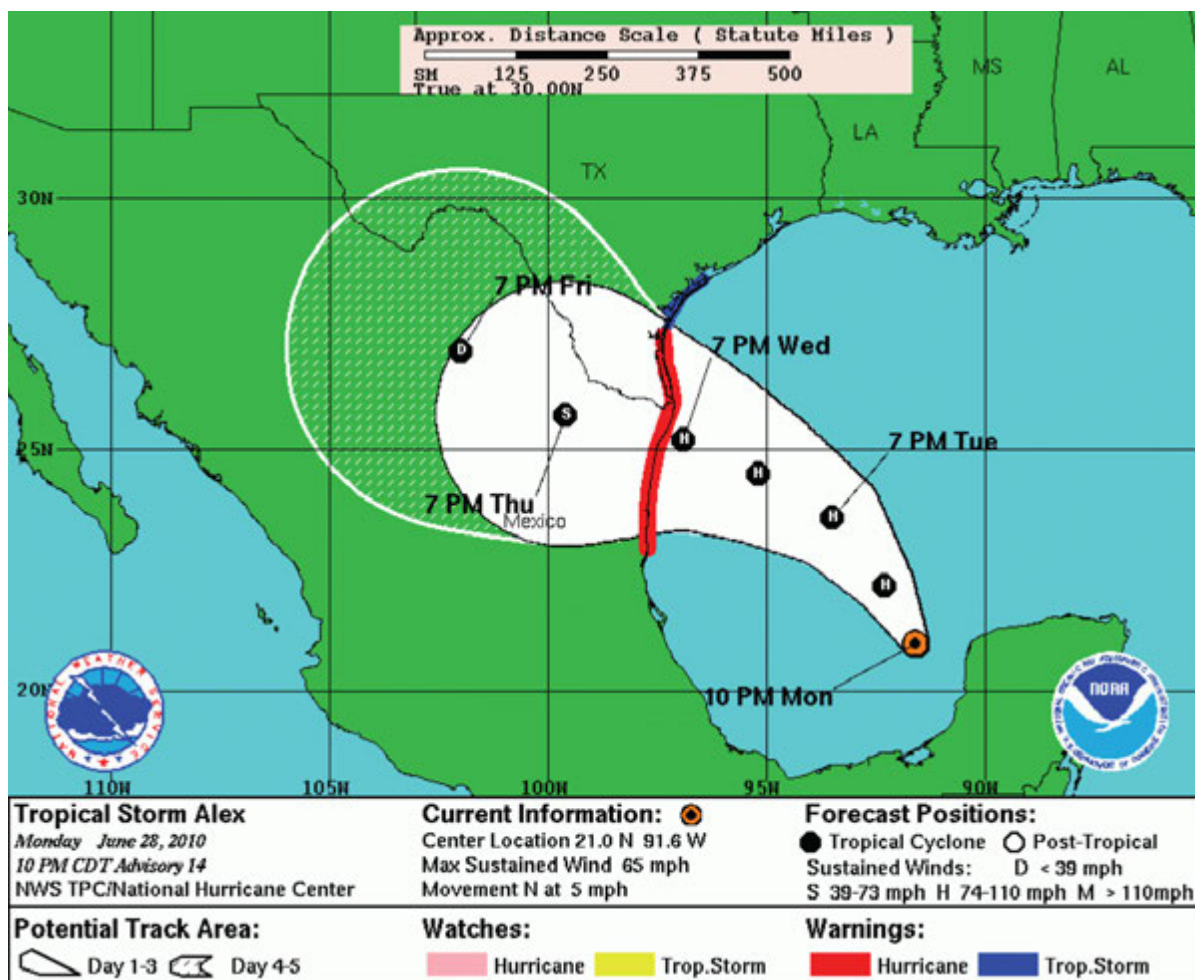 Approx. Distance Scale ( Statute Miles )
SM 125 250 375 500
True at 30.00N
MS AL
LA
TX
30N
7 PM Fri
7 PM Wed
D
S
H
25N
H
7 PM Tue
7 PM Thu
Mexico
H
H
20N
10 PM Mon
NATIONAL WEATHER SERVICE
NOAA
110W 105W 100W 95W 90W
Tropical Storm Alex
Monday June 28, 2010
10 PM CDT Advisory 14
NWS TPC/National Hurricane Center
Current Information:
Center Location 21.0 N 91.6 W
Max Sustained Wind 65 mph
Movement N at 5 mph
Forecast Positions:
Tropical Cyclone Post-Tropical
Sustained Winds: D < 39 mph
S 39-73 mph H 74-110 mph M > 110mph
Potential Track Area:
Day 1-3 Day 4-5
Watches:
Hurricane Trop.Storm
Warnings:
Hurricane Trop.Storm